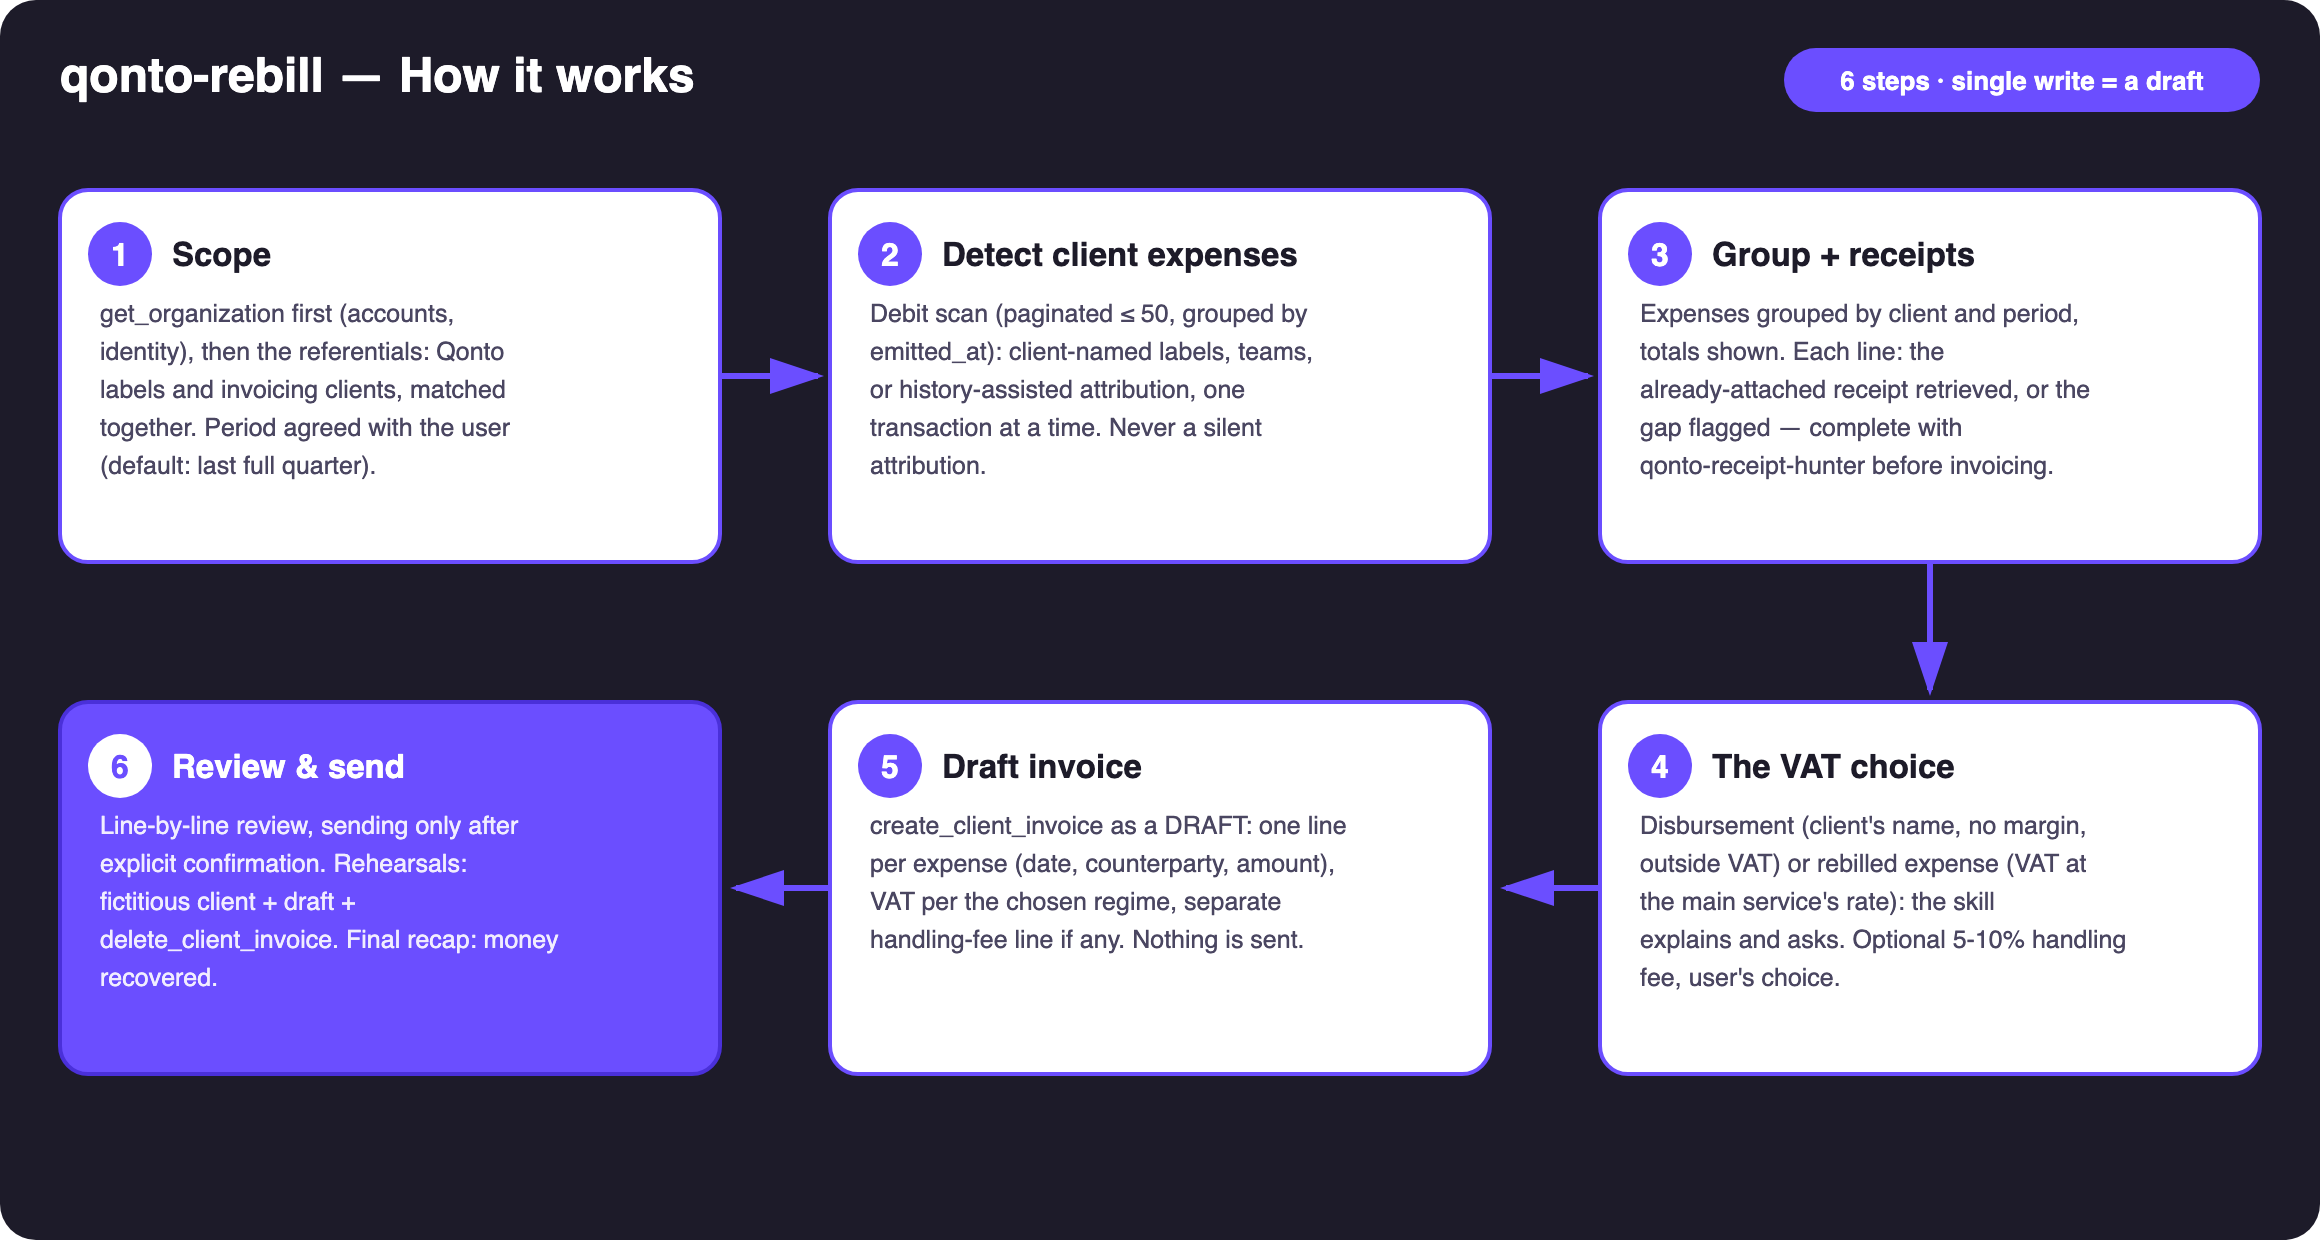 qonto-rebill — How it works
6 steps · single write = a draft
1 Scope
get_organization first (accounts,
identity), then the referentials: Qonto
labels and invoicing clients, matched
together. Period agreed with the user
(default: last full quarter).
2 Detect client expenses
Debit scan (paginated ≤ 50, grouped by
emitted_at): client-named labels, teams,
or history-assisted attribution, one
transaction at a time. Never a silent
attribution.
3 Group + receipts
Expenses grouped by client and period,
totals shown. Each line: the
already-attached receipt retrieved, or the
gap flagged — complete with
qonto-receipt-hunter before invoicing.
4 The VAT choice
Disbursement (client's name, no margin,
outside VAT) or rebilled expense (VAT at
the main service's rate): the skill
explains and asks. Optional 5-10% handling
fee, user's choice.
5 Draft invoice
create_client_invoice as a DRAFT: one line
per expense (date, counterparty, amount),
VAT per the chosen regime, separate
handling-fee line if any. Nothing is sent.
6 Review & send
Line-by-line review, sending only after
explicit confirmation. Rehearsals:
fictitious client + draft +
delete_client_invoice. Final recap: money
recovered.